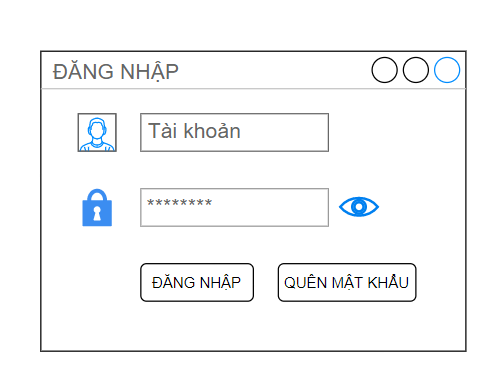 ĐĂNG NHẬP
Tài khoản
********
ĐĂNG NHẬP
QUÊN MẬT KHẨU